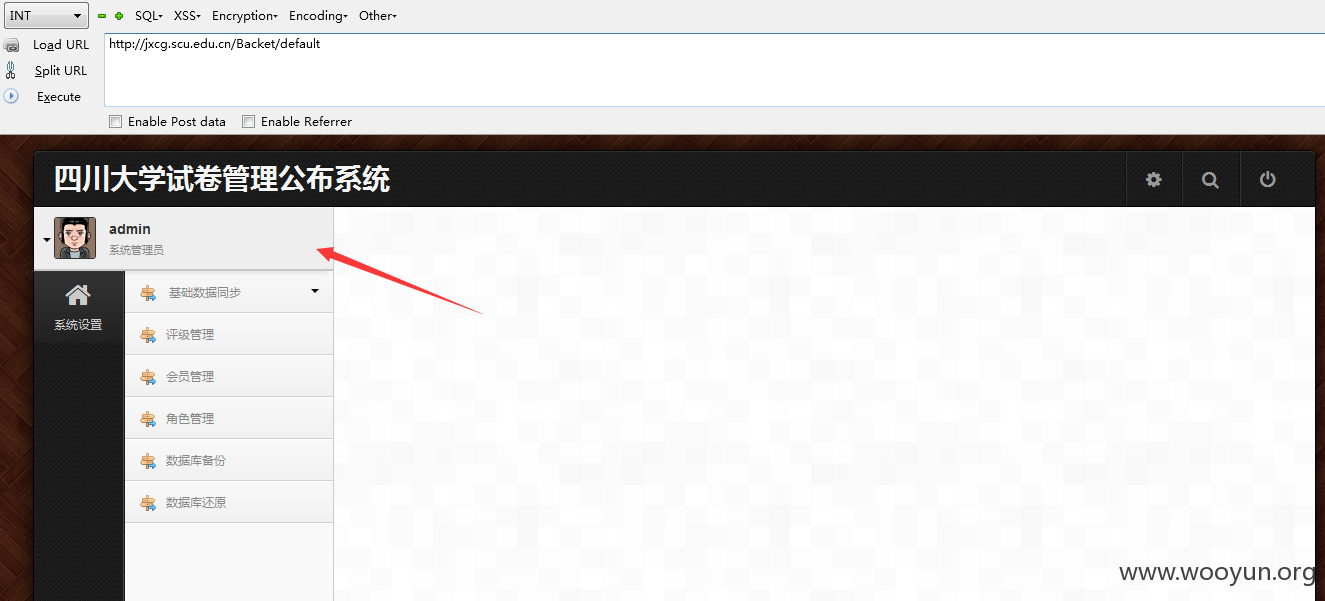 INT SQL XSS Encryption Encoding Other
Load URL
http://jxcg.scu.edu.cn/Backet/default
Split URL
Execute
Enable Post data Enable Referrer
四川大学试卷管理公布系统
admin
系统管理员
系统设置
基础数据同步
评级管理
会员管理
角色管理
数据库备份
数据库还原
www.wooyun.org